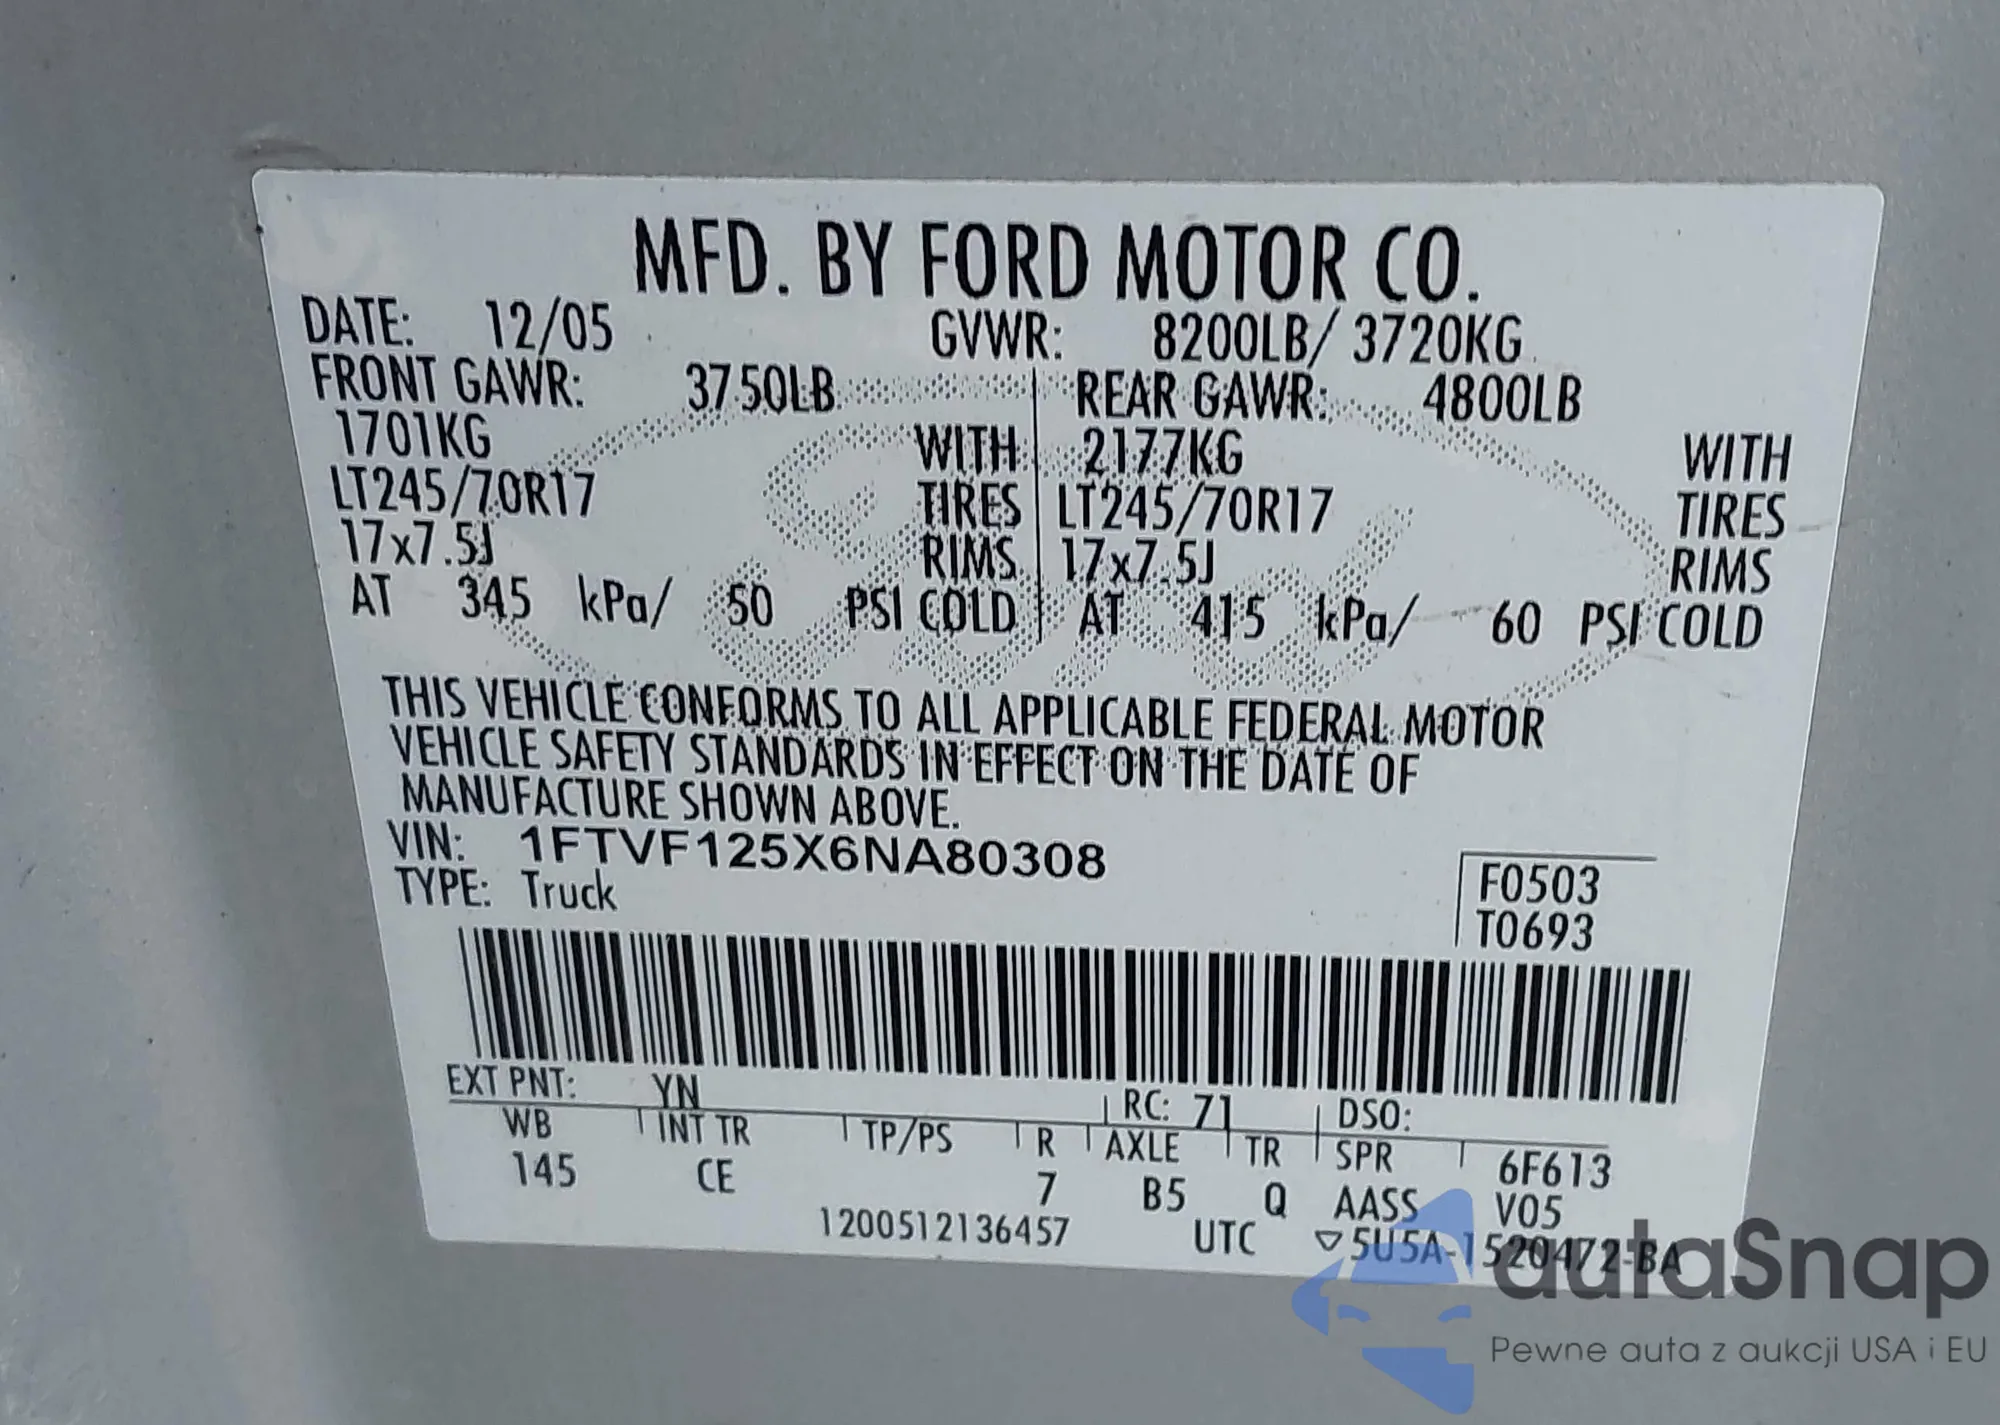 MFD. BY FORD MOTOR CO.
DATE: 12/05 GVWR: 8200LB/ 3720KG
FRONT GAWR: 3750LB REAR GAWR: 4800LB
1701KG WITH 2177KG WITH
LT245/70R17 TIRES LT245/70R17 TIRES
17x7.5J RIMS 17x7.5J RIMS
AT 345 kPa/ 50 PSI COLD AT 415 kPa/ 60 PSI COLD
THIS VEHICLE CONFORMS TO ALL APPLICABLE FEDERAL MOTOR
VEHICLE SAFETY STANDARDS IN EFFECT ON THE DATE OF
MANUFACTURE SHOWN ABOVE.
VIN: 1FTVF125X6NA80308
TYPE: Truck
F0503
T0693
EXT PNT: YN RC: 71 DSO:
WB INT TR TP/PS R AXLE TR SPR 6F613
145 CE 7 B5 Q AASS V05
1200512136457 UTC ▽5U5A-1520472-BA
autaSnap
Pewne auta z aukcji USA i EU